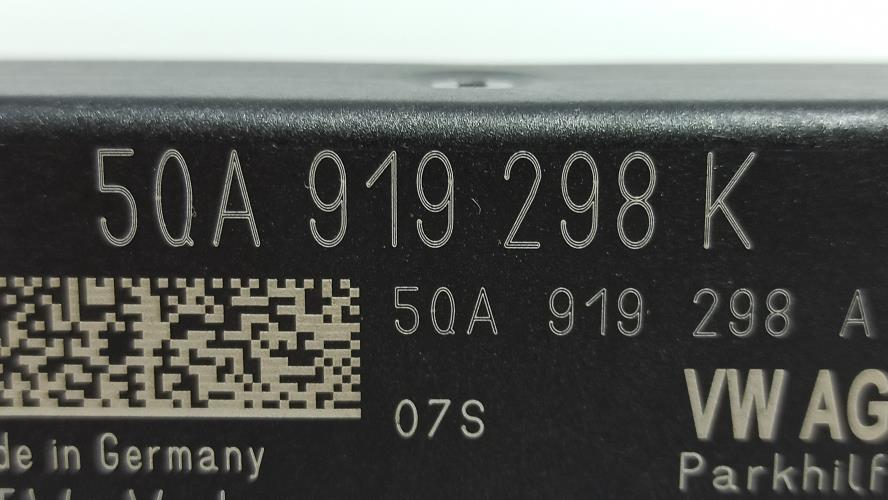 5QA 919 298 K
5QA 919 298 A
07S
VW AG
de in Germany
Parkhilf